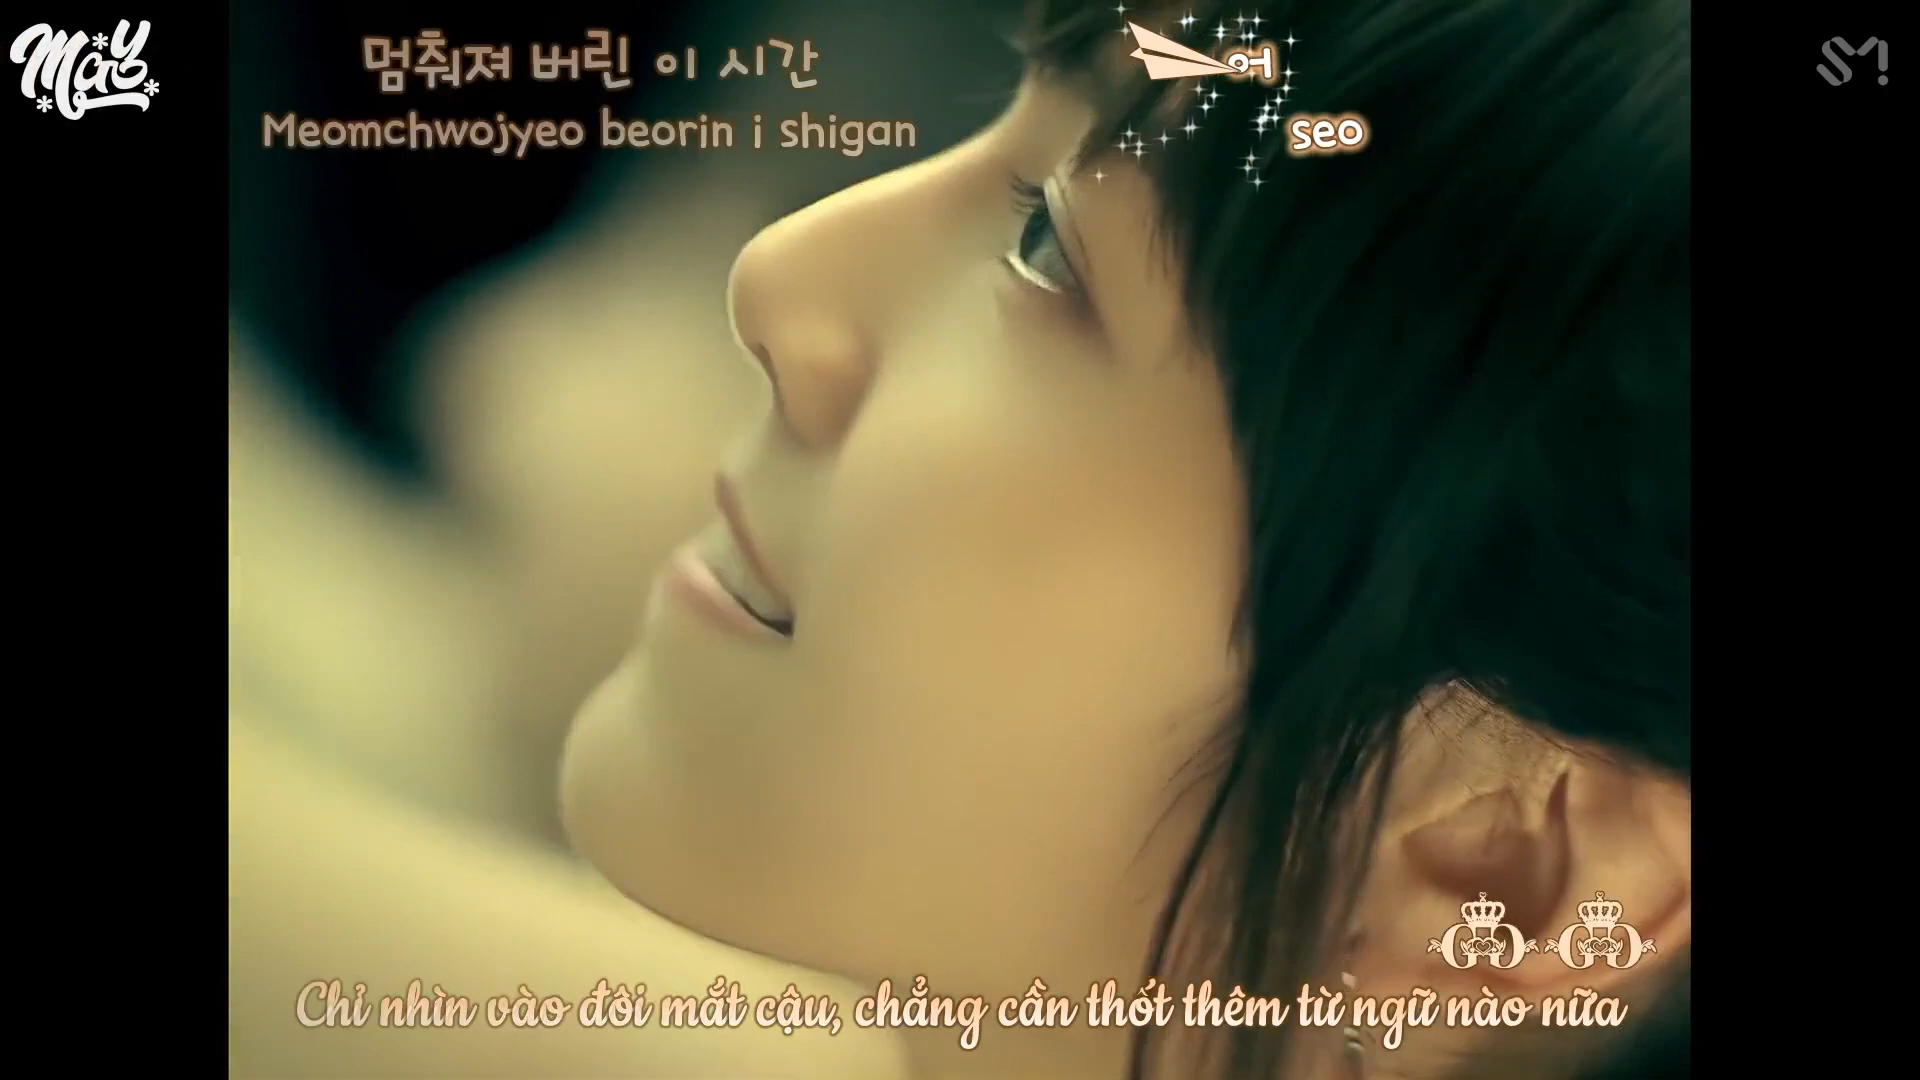 May
멈춰져 버린 이 시간
어
SM!
Meomchwojyeo beorin i shigan
seo
Chỉ nhìn vào đôi mắt cậu, chẳng cần thốt thêm từ ngữ nào nữa